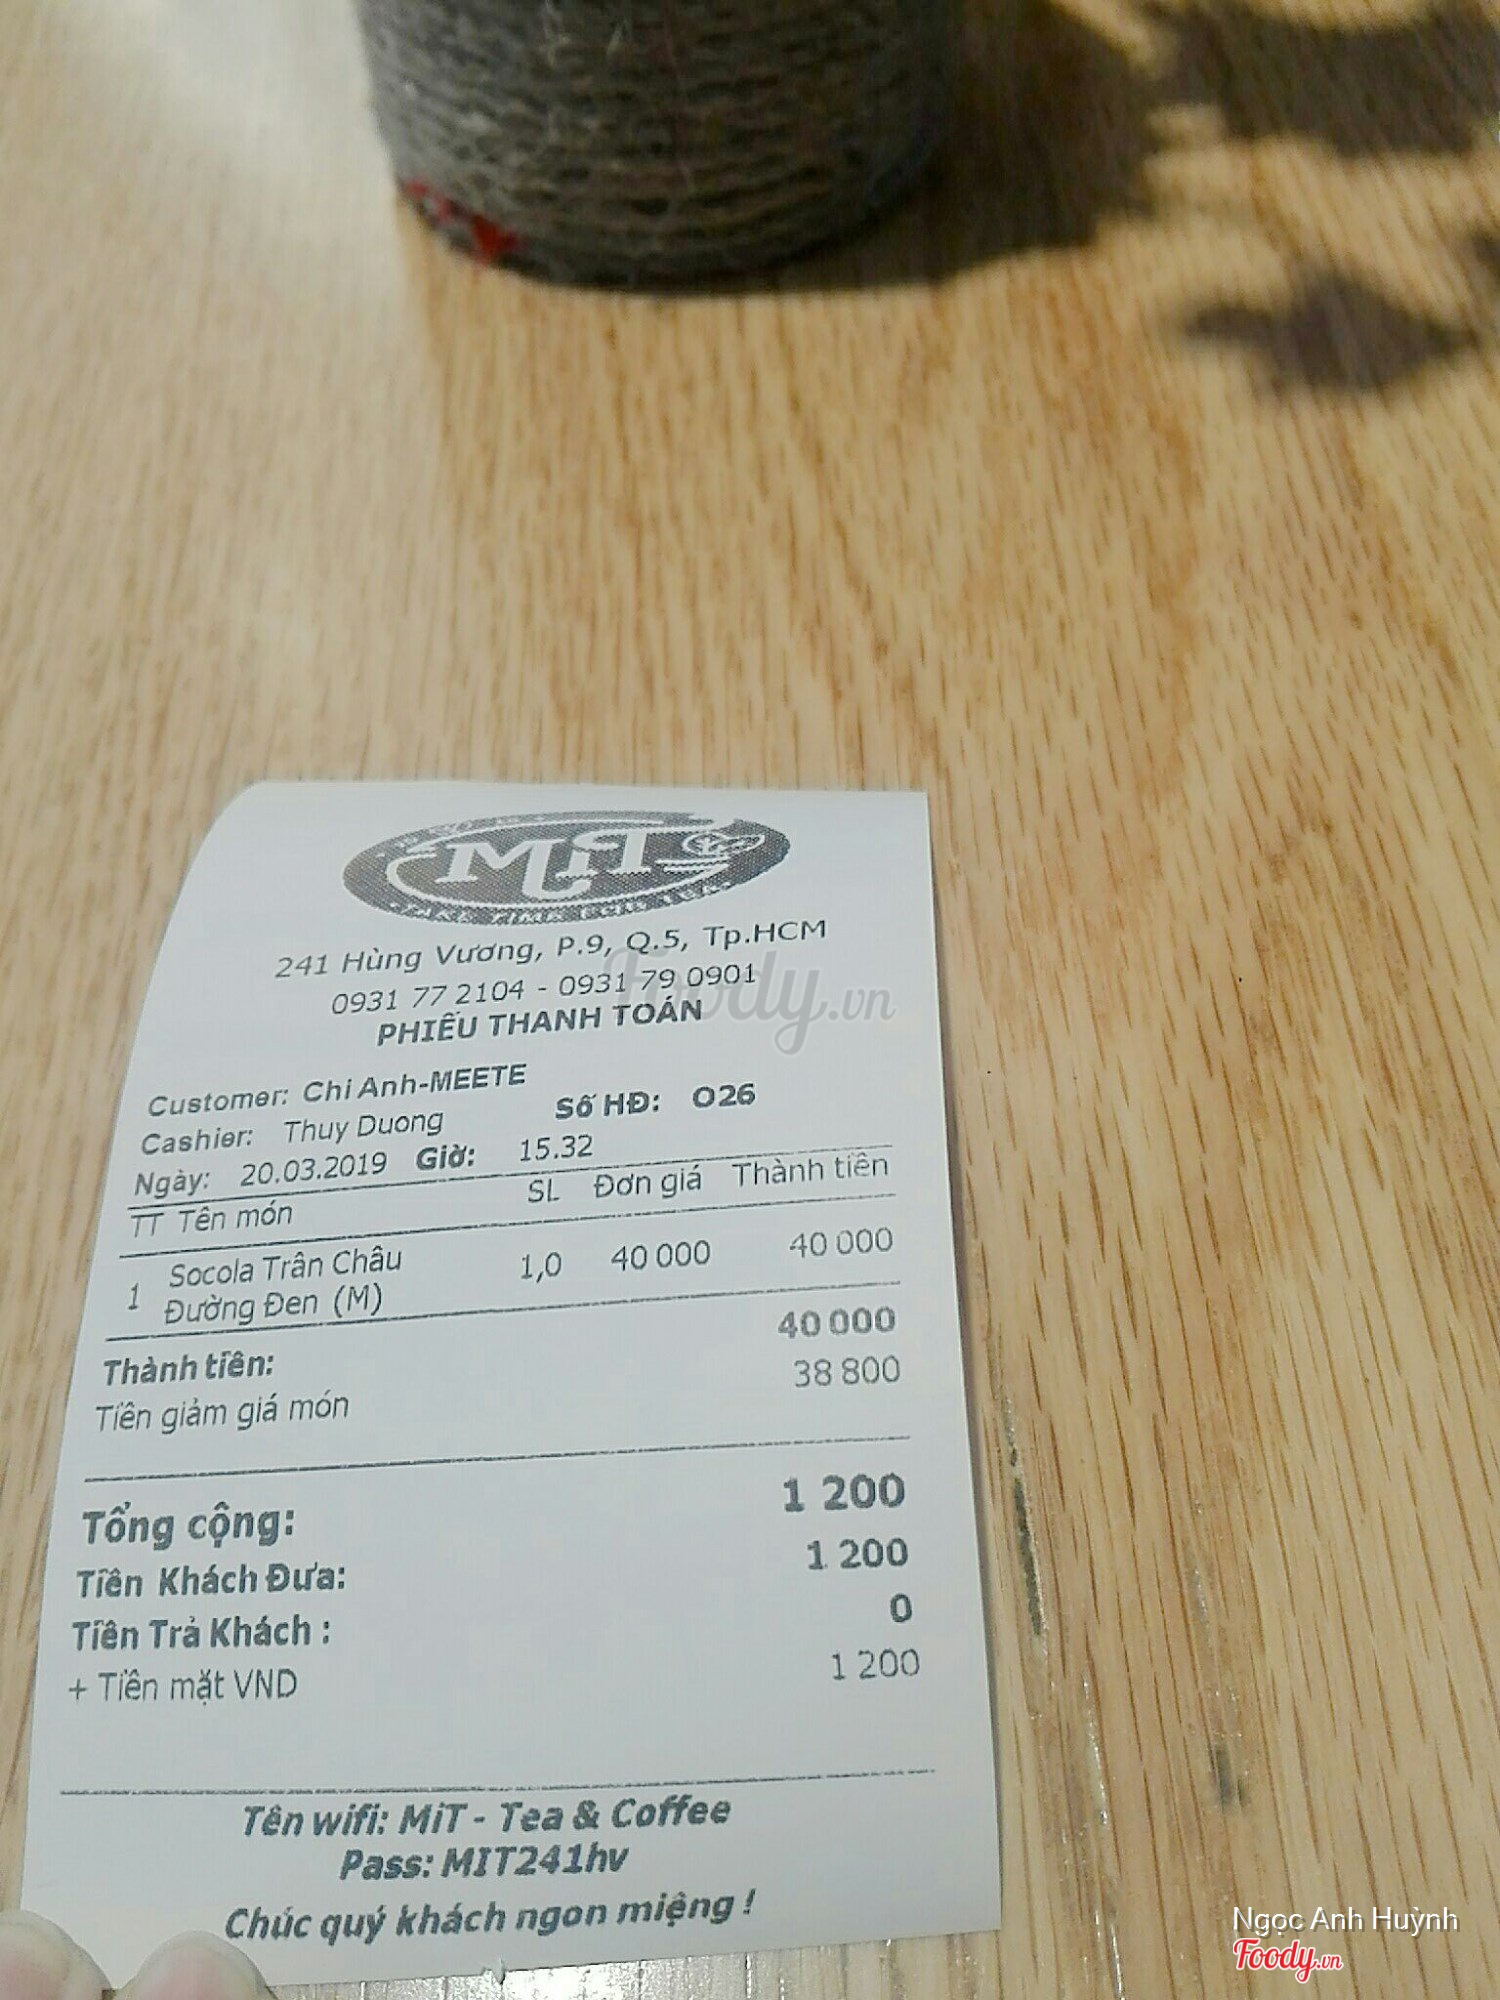 MiT
TAKE TIME FOR TEA
241 Hùng Vương, P.9, Q.5, Tp.HCM
0931 77 2104 - 0931 79 0901
PHIẾU THANH TOÁN
Foody.vn
Customer: Chi Anh-MEETE
Cashier: Thuy Duong Số HĐ: O26
Ngày: 20.03.2019 Giờ: 15.32
TT Tên món SL Đơn giá Thành tiền
1 Socola Trân Châu 1,0 40 000 40 000
Đường Đen (M)
Thành tiền: 40 000
Tiền giảm giá món 38 800
Tổng cộng: 1 200
Tiền Khách Đưa: 1 200
Tiền Trả Khách : 0
+ Tiền mặt VND 1 200
Tên wifi: MiT - Tea & Coffee
Pass: MIT241hv
Chúc quý khách ngon miệng !
Ngọc Anh Huỳnh
Foody.vn